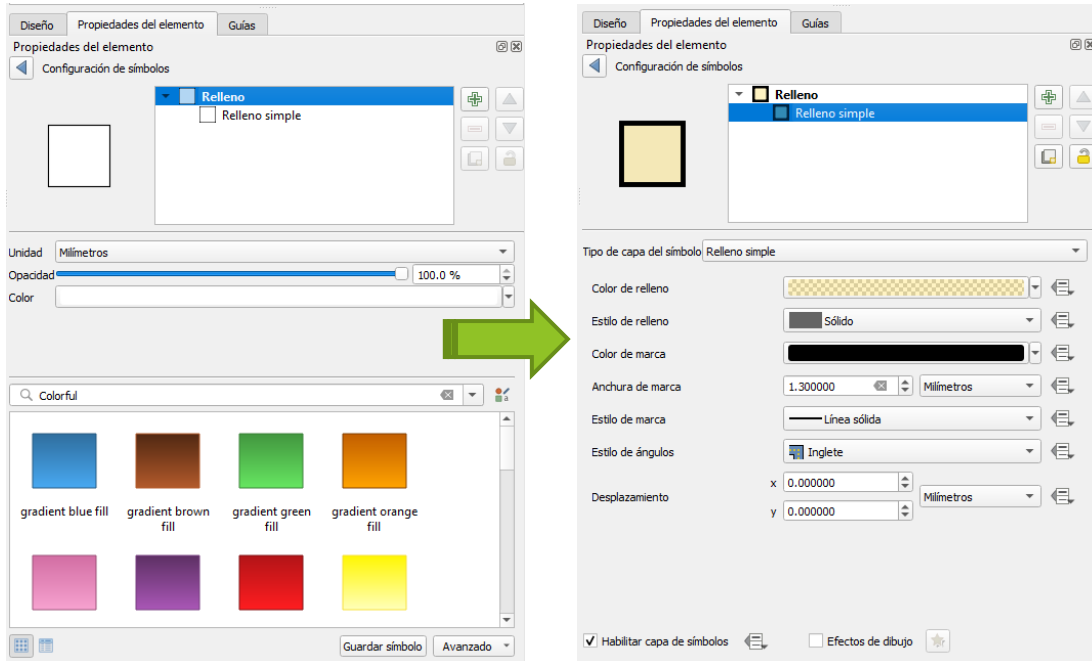 Diseño Propiedades del elemento Guías
Propiedades del elemento
Configuración de símbolos
Relleno
Relleno simple
Unidad Milímetros
Opacidad 100.0 %
Color
Colorful
gradient blue fill gradient brown fill gradient green fill gradient orange fill
Guardar símbolo Avanzado
Diseño Propiedades del elemento Guías
Propiedades del elemento
Configuración de símbolos
Relleno
Relleno simple
Tipo de capa del símbolo Relleno simple
Color de relleno
Estilo de relleno Sólido
Color de marca
Anchura de marca 1.300000 Milímetros
Estilo de marca Línea sólida
Estilo de ángulos Inglete
x 0.000000
Desplazamiento Milímetros
y 0.000000
Habilitar capa de símbolos Efectos de dibujo